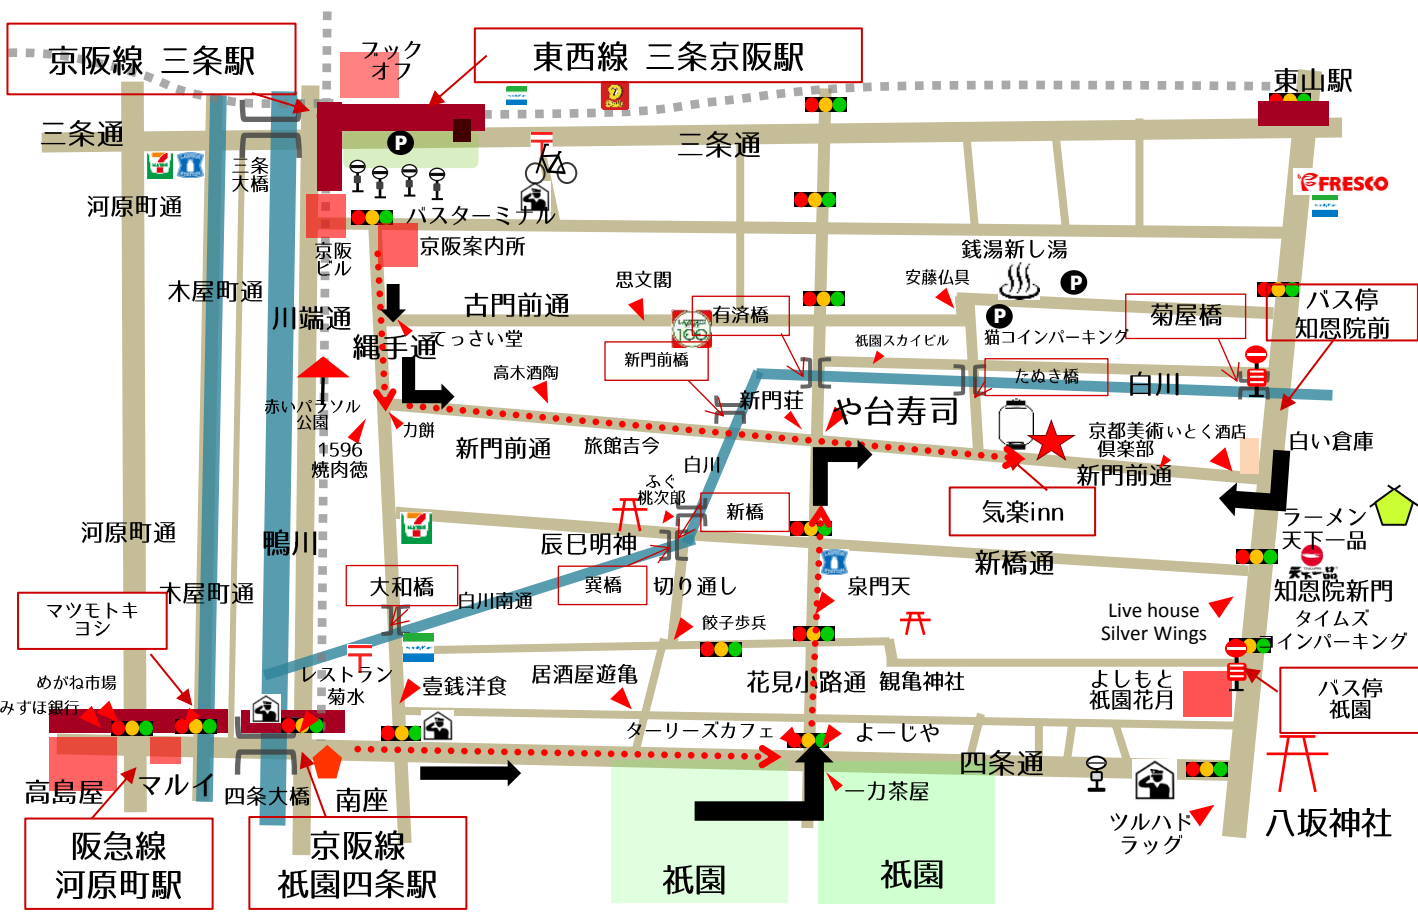 ブック
オフ
京阪線 三条駅
東西線 三条京阪駅
東山駅
三条通
三条通
三条
大橋
P
河原町通
バスターミナル
京阪案内所
京阪
ビル
FRESCO
銭湯新し湯
思文閣
安藤仏具
P
木屋町通
川端通
古門前通
有済橋
P
猫コインパーキング
菊屋橋
バス停
知恩院前
縄手通
てっさい堂
新門前橋
祇園スカイビル
高木酒陶
たぬき橋
白川
赤いパラソル
公園
新門荘
や台寿司
力餅
1596
焼肉徳
新門前通
旅館吉今
京都美術
倶楽部
いとく酒店
白い倉庫
白川
新門前通
ふぐ
桃次郎
気楽inn
新橋
河原町通
鴨川
辰巳明神
新橋通
ラーメン
天下一品
天下一品
大和橋
巽橋
切り通し
泉門天
知恩院新門
木屋町通
白川南通
マツモトキ
ヨシ
Live house
Silver Wings
タイムズ
コインパーキング
餃子歩兵
レストラン
菊水
壹銭洋食
居酒屋遊亀
花見小路通
観亀神社
よしもと
祇園花月
バス停
祇園
めがね市場
みずほ銀行
ターリーズカフェ
よーじや
四条通
高島屋
マルイ
四条大橋
南座
一力茶屋
ツルハド
ラッグ
八坂神社
阪急線
河原町駅
京阪線
祇園四条駅
祇園
祇園